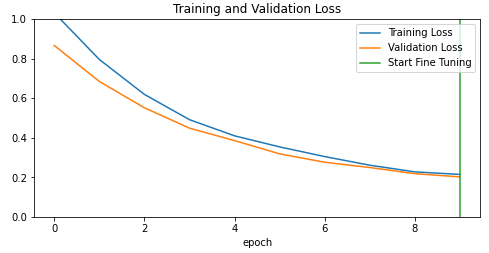 Training and Validation Loss
1.0
0.8
0.6
0.4
0.2
0.0
Training Loss
Validation Loss
Start Fine Tuning
0 2 4 6 8
epoch